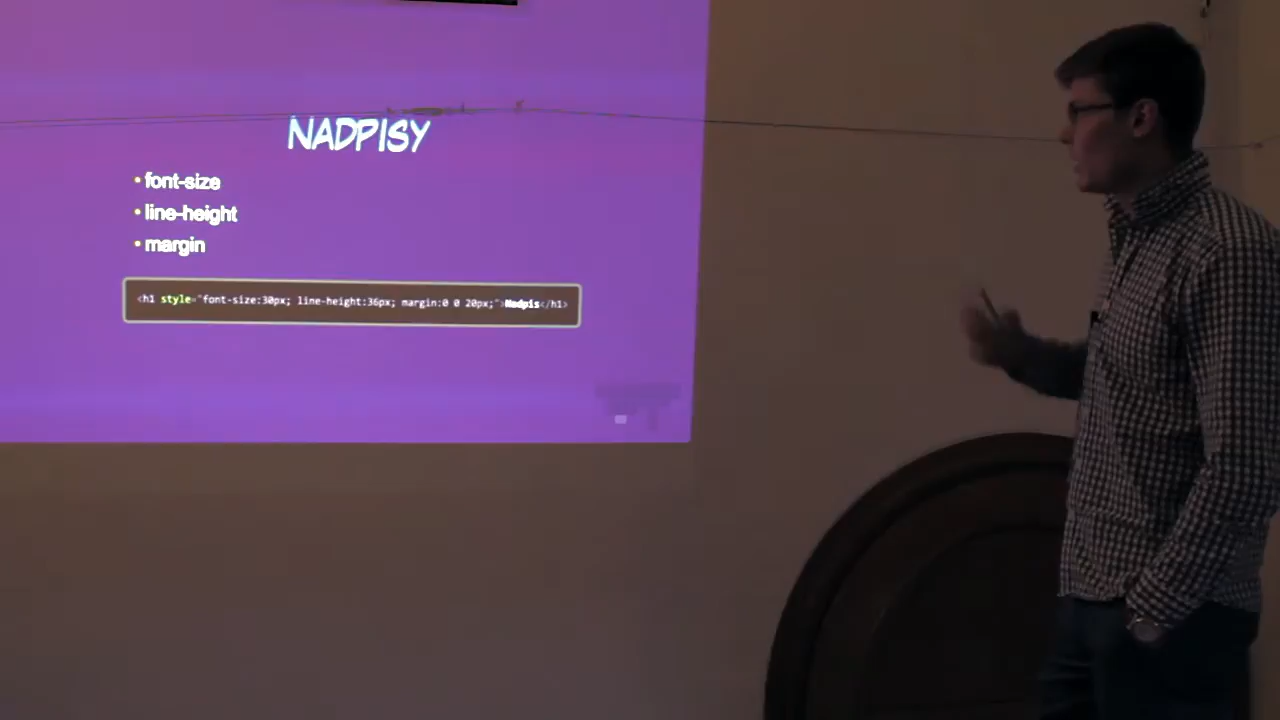 NADPISY
• font-size
• line-height
• margin
<h1 style="font-size:30px; line-height:36px; margin:0 0 20px;">Nadpis</h1>